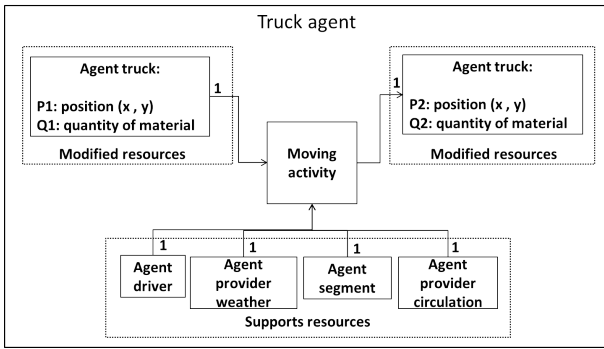 Truck agent
Agent truck:
P1: position (x , y)
Q1: quantity of material
Modified resources
1
Moving
activity
1
Agent truck:
P2: position (x , y)
Q2: quantity of material
Modified resources
1
1
1
1
Agent
driver
Agent
provider
weather
Agent
segment
Agent
provider
circulation
Supports resources